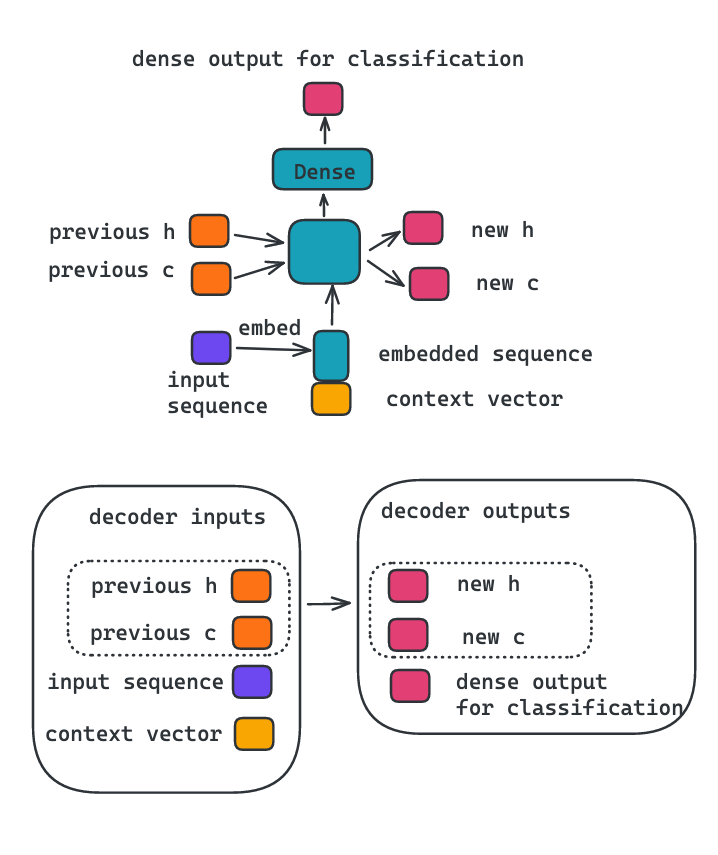 dense output for classification
Dense
previous h
new h
previous c
new c
embed
embedded sequence
input
sequence
context vector
decoder inputs
previous h
previous c
input sequence
context vector
decoder outputs
new h
new c
dense output
for classification